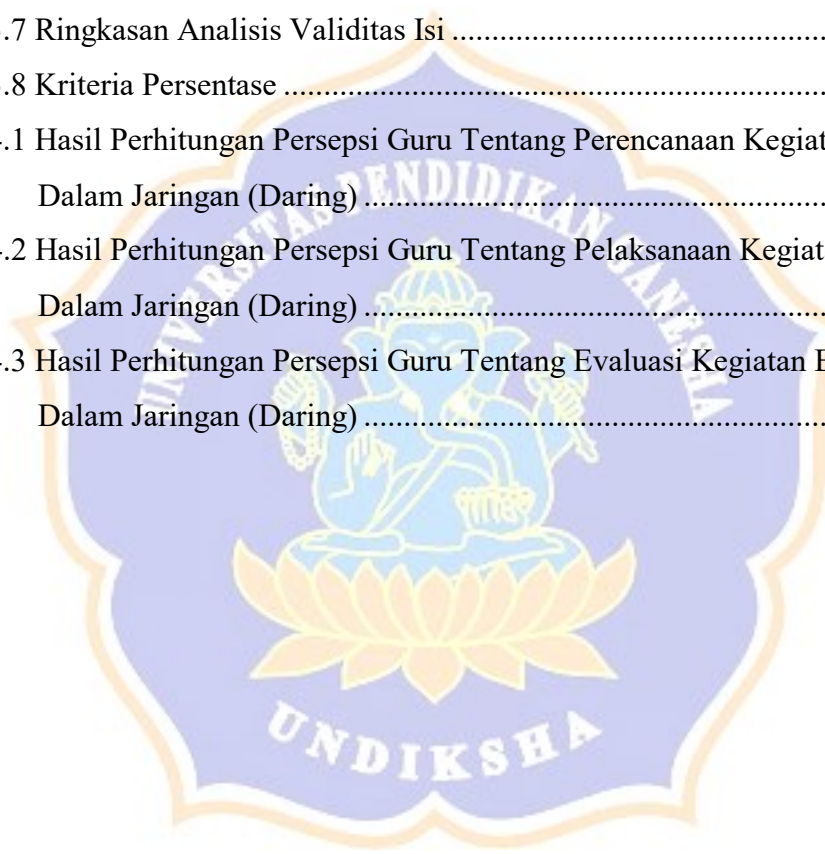 .7 Ringkasan Analisis Validitas Isi ................................................
.8 Kriteria Persentase .....................................................................
.1 Hasil Perhitungan Persepsi Guru Tentang Perencanaan Kegiat
Dalam Jaringan (Daring) ...........................................................
.2 Hasil Perhitungan Persepsi Guru Tentang Pelaksanaan Kegiat
Dalam Jaringan (Daring) ...........................................................
.3 Hasil Perhitungan Persepsi Guru Tentang Evaluasi Kegiatan B
Dalam Jaringan (Daring) ...........................................................
UNIVERSITAS PENDIDIKAN GANESHA
UNDIKSHA